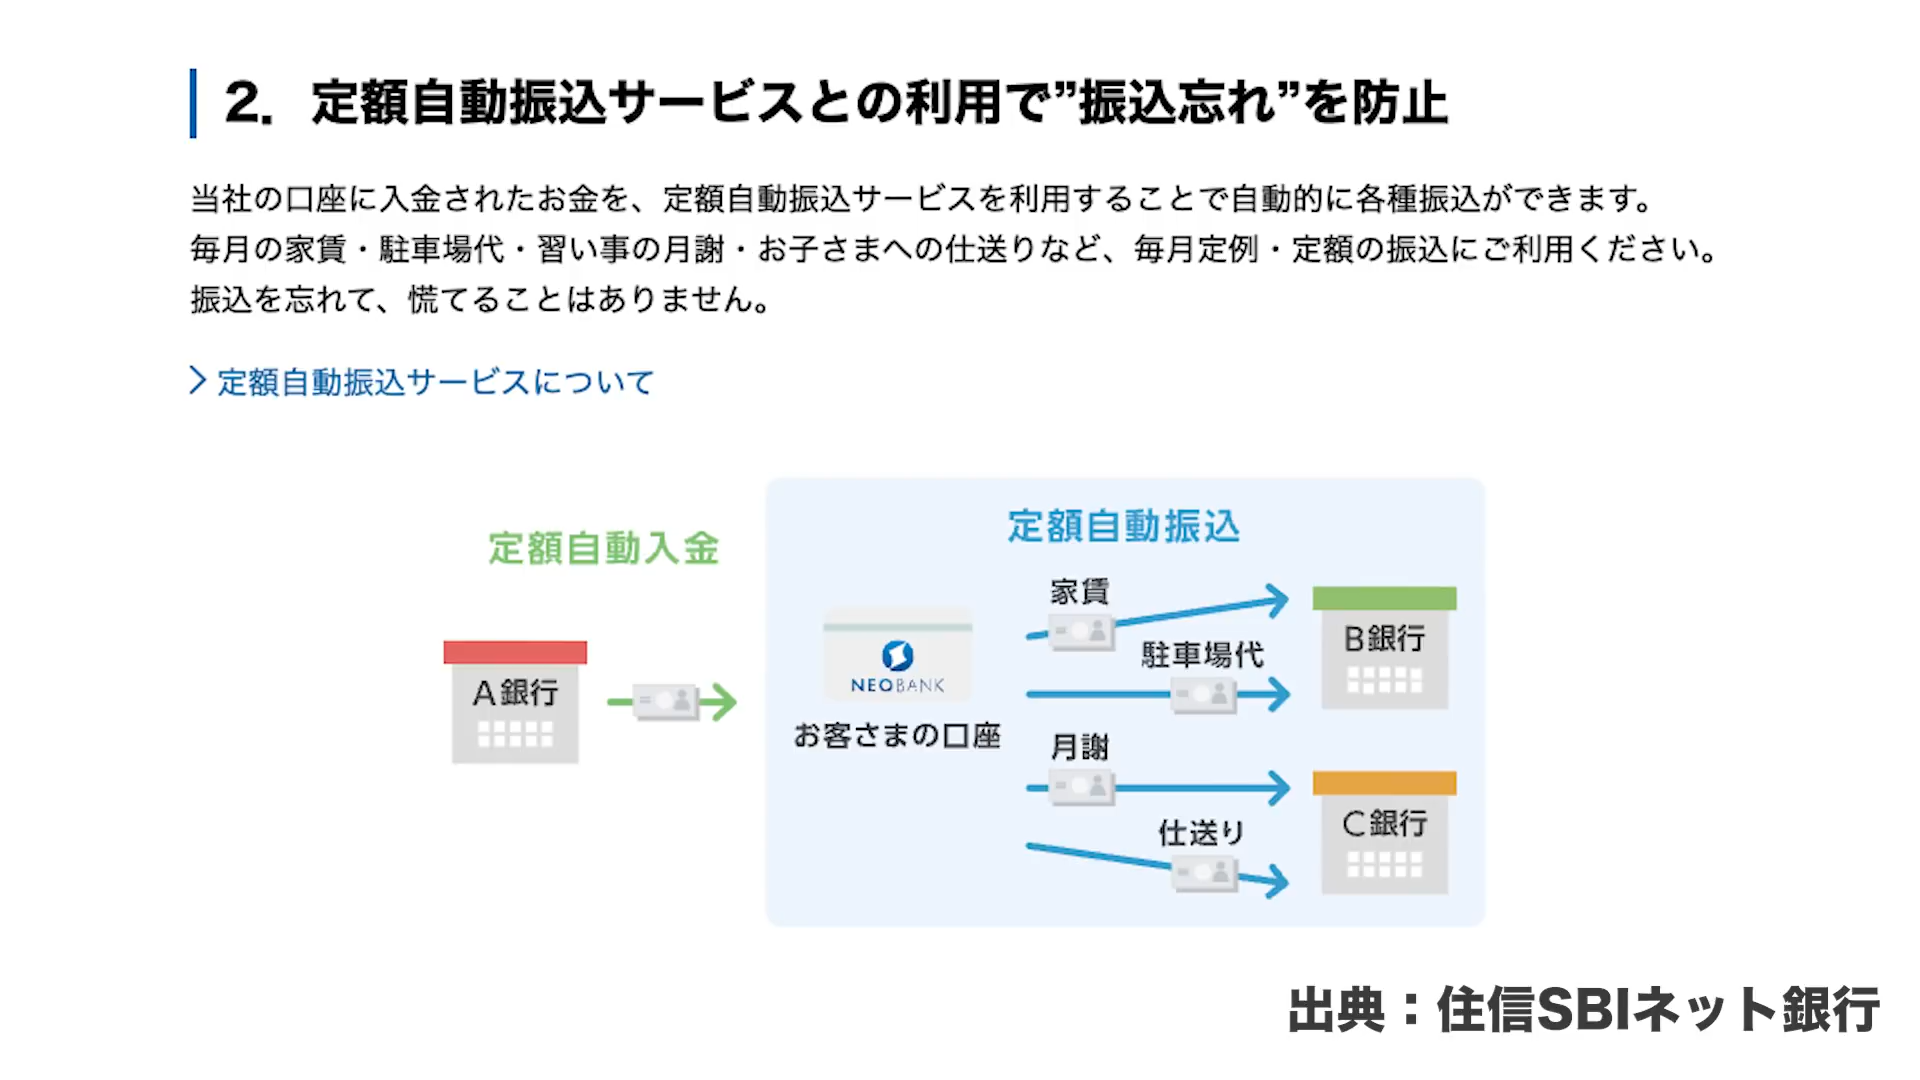 2. 定額自動振込サービスとの利用で”振込忘れ”を防止
当社の口座に入金されたお金を、定額自動振込サービスを利用することで自動的に各種振込ができます。
毎月の家賃・駐車場代・習い事の月謝・お子さまへの仕送りなど、毎月定例・定額の振込にご利用ください。
振込を忘れて、慌てることはありません。
定額自動振込サービスについて
定額自動入金
定額自動振込
A銀行
NEOBANK
お客さまの口座
家賃
駐車場代
月謝
仕送り
B銀行
C銀行
出典：住信SBIネット銀行